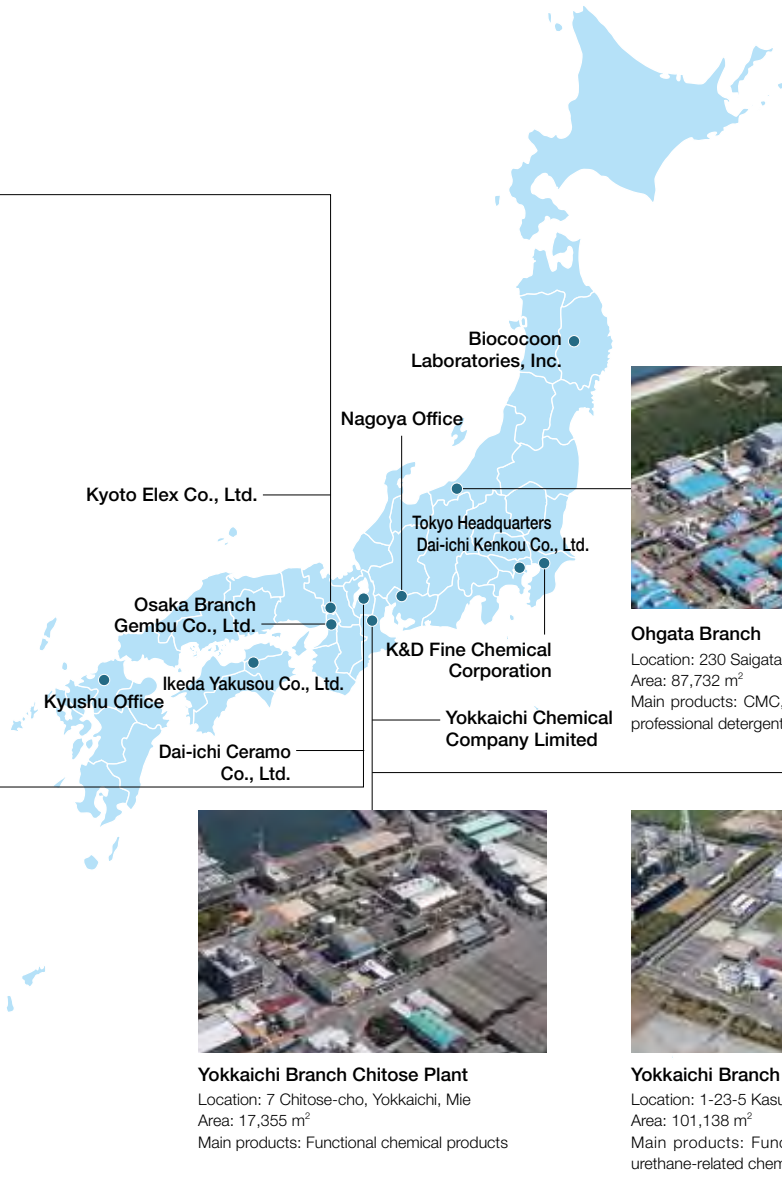 Biococoon
Laboratories, Inc.
Nagoya Office
Kyoto Elex Co., Ltd.
Tokyo Headquarters
Dai-ichi Kenkou Co., Ltd.
Osaka Branch
Gembu Co., Ltd.
K&D Fine Chemical
Corporation
Ikeda Yakusou Co., Ltd.
Kyushu Office
Yokkaichi Chemical
Company Limited
Dai-ichi Ceramo
Co., Ltd.
Ohgata Branch
Location: 230 Saigata
Area: 87,732 m²
Main products: CMC,
professional detergent
Yokkaichi Branch Chitose Plant
Location: 7 Chitose-cho, Yokkaichi, Mie
Area: 17,355 m²
Main products: Functional chemical products
Yokkaichi Branch
Location: 1-23-5
Area: 101,138 m²
Main products:
urethane-related